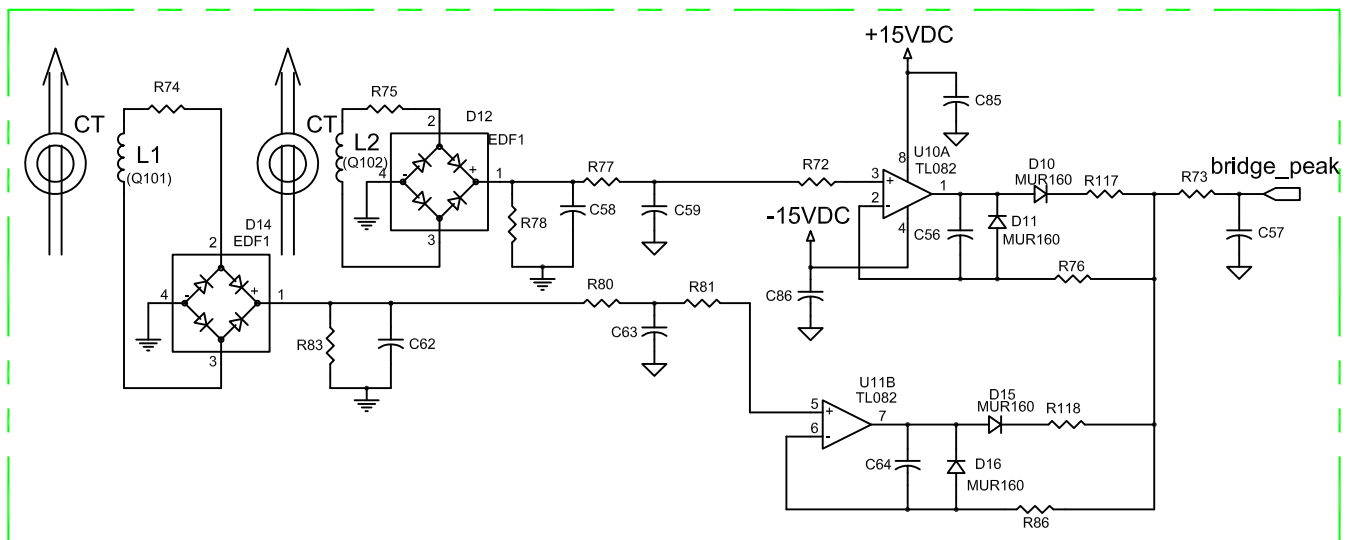 +15VDC
R74
CT
L1
(Q101)
CT
R75
L2
(Q102)
2
D12
EDF1
4
-
+
1
3
R78
C58
R77
C59
R72
C85
8
U10A
TL082
3
+
2
-
1
4
-15VDC
C86
C56
D10
MUR160
D11
MUR160
R117
R76
R73
bridge_peak
C57
D14
EDF1
2
4
-
+
1
3
R83
C62
R80
C63
R81
U11B
TL082
5
+
6
-
7
C64
D15
MUR160
D16
MUR160
R118
R86